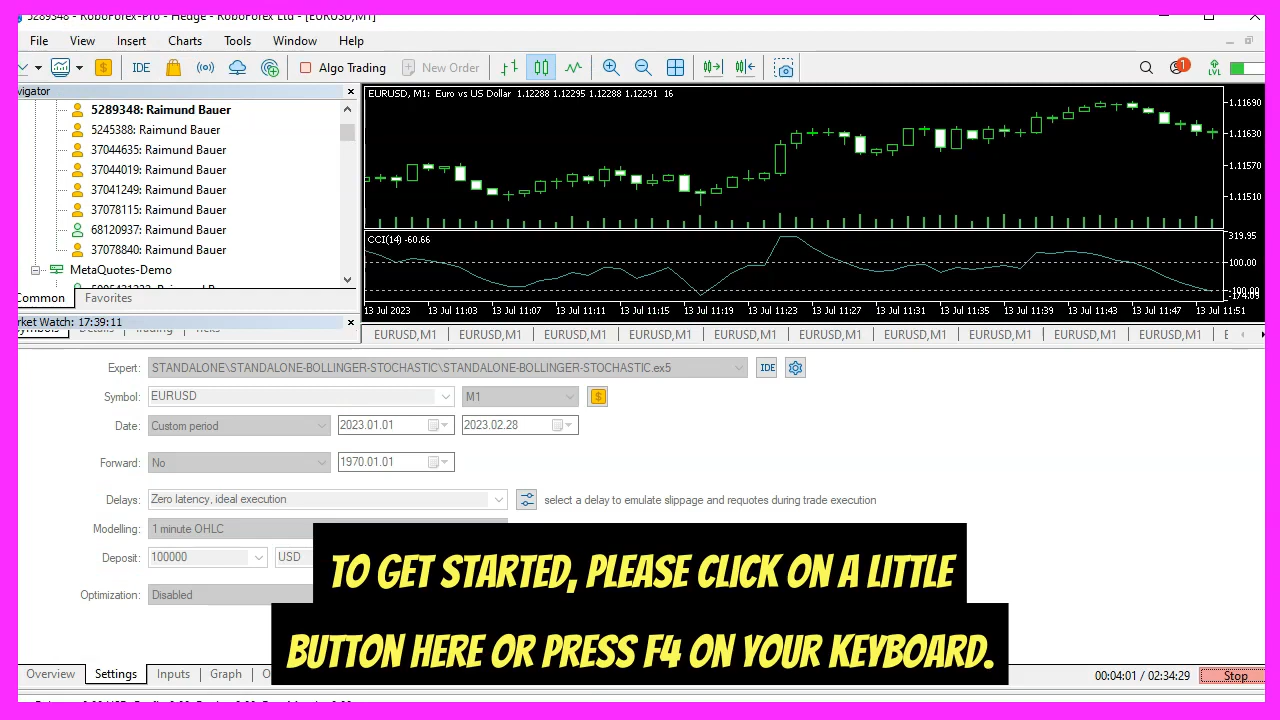 5289348 - RoboForex-Pro - Hedge - RoboForex Ltd - [EURUSD,M1]
File View Insert Charts Tools Window Help
IDE Algo Trading New Order 1 LVL
vigator
5289348: Raimund Bauer
5245388: Raimund Bauer
37044635: Raimund Bauer
37044019: Raimund Bauer
37041249: Raimund Bauer
37078115: Raimund Bauer
68120937: Raimund Bauer
37078840: Raimund Bauer
MetaQuotes-Demo
Common Favorites
EURUSD, M1: Euro vs US Dollar 1.12288 1.12295 1.12288 1.12291 16
1.11690
1.11630
1.11570
1.11510
CCI(14) -60.66
319.95
100.00
-100.00
-174.09
13 Jul 2023 13 Jul 11:03 13 Jul 11:07 13 Jul 11:11 13 Jul 11:15 13 Jul 11:19 13 Jul 11:23 13 Jul 11:27 13 Jul 11:31 13 Jul 11:35 13 Jul 11:39 13 Jul 11:43 13 Jul 11:47 13 Jul 11:51
rket Watch: 17:39:11
Symbols Details Trading Ticks
EURUSD,M1 EURUSD,M1 EURUSD,M1 EURUSD,M1 EURUSD,M1 EURUSD,M1 EURUSD,M1 EURUSD,M1 EURUSD,M1 EURUSD,M1 E
Expert: STANDALONE\STANDALONE-BOLLINGER-STOCHASTIC\STANDALONE-BOLLINGER-STOCHASTIC.ex5 IDE
Symbol: EURUSD M1
Date: Custom period 2023.01.01 2023.02.28
Forward: No 1970.01.01
Delays: Zero latency, ideal execution select a delay to emulate slippage and requotes during trade execution
Modelling: 1 minute OHLC
Deposit: 100000 USD
Optimization: Disabled
TO GET STARTED, PLEASE CLICK ON A LITTLE
BUTTON HERE OR PRESS F4 ON YOUR KEYBOARD.
Overview Settings Inputs Graph O 00:04:01 / 02:34:29 Stop